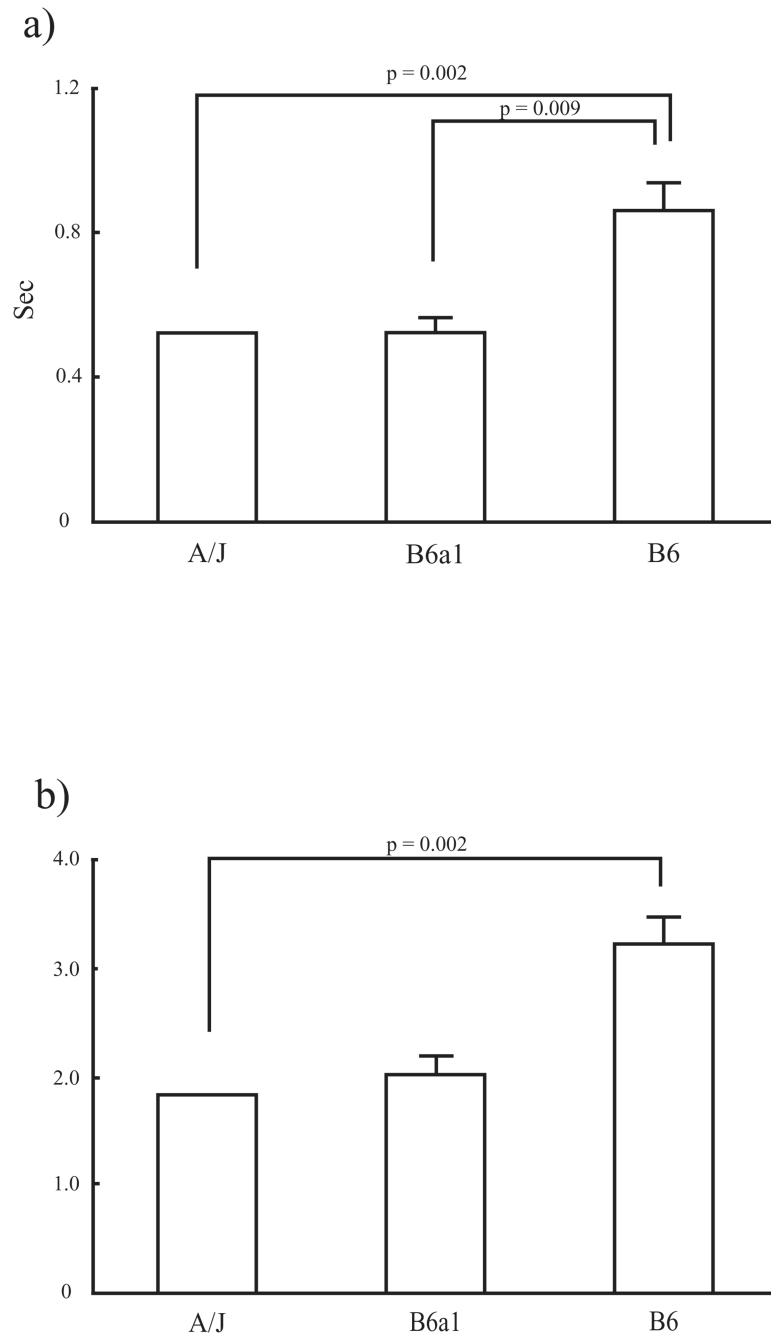 a)
p = 0.002
1.2
p = 0.009
0.8
Sec
0.4
0
A/J B6a1 B6
b)
p = 0.002
4.0
3.0
2.0
1.0
0
A/J B6a1 B6